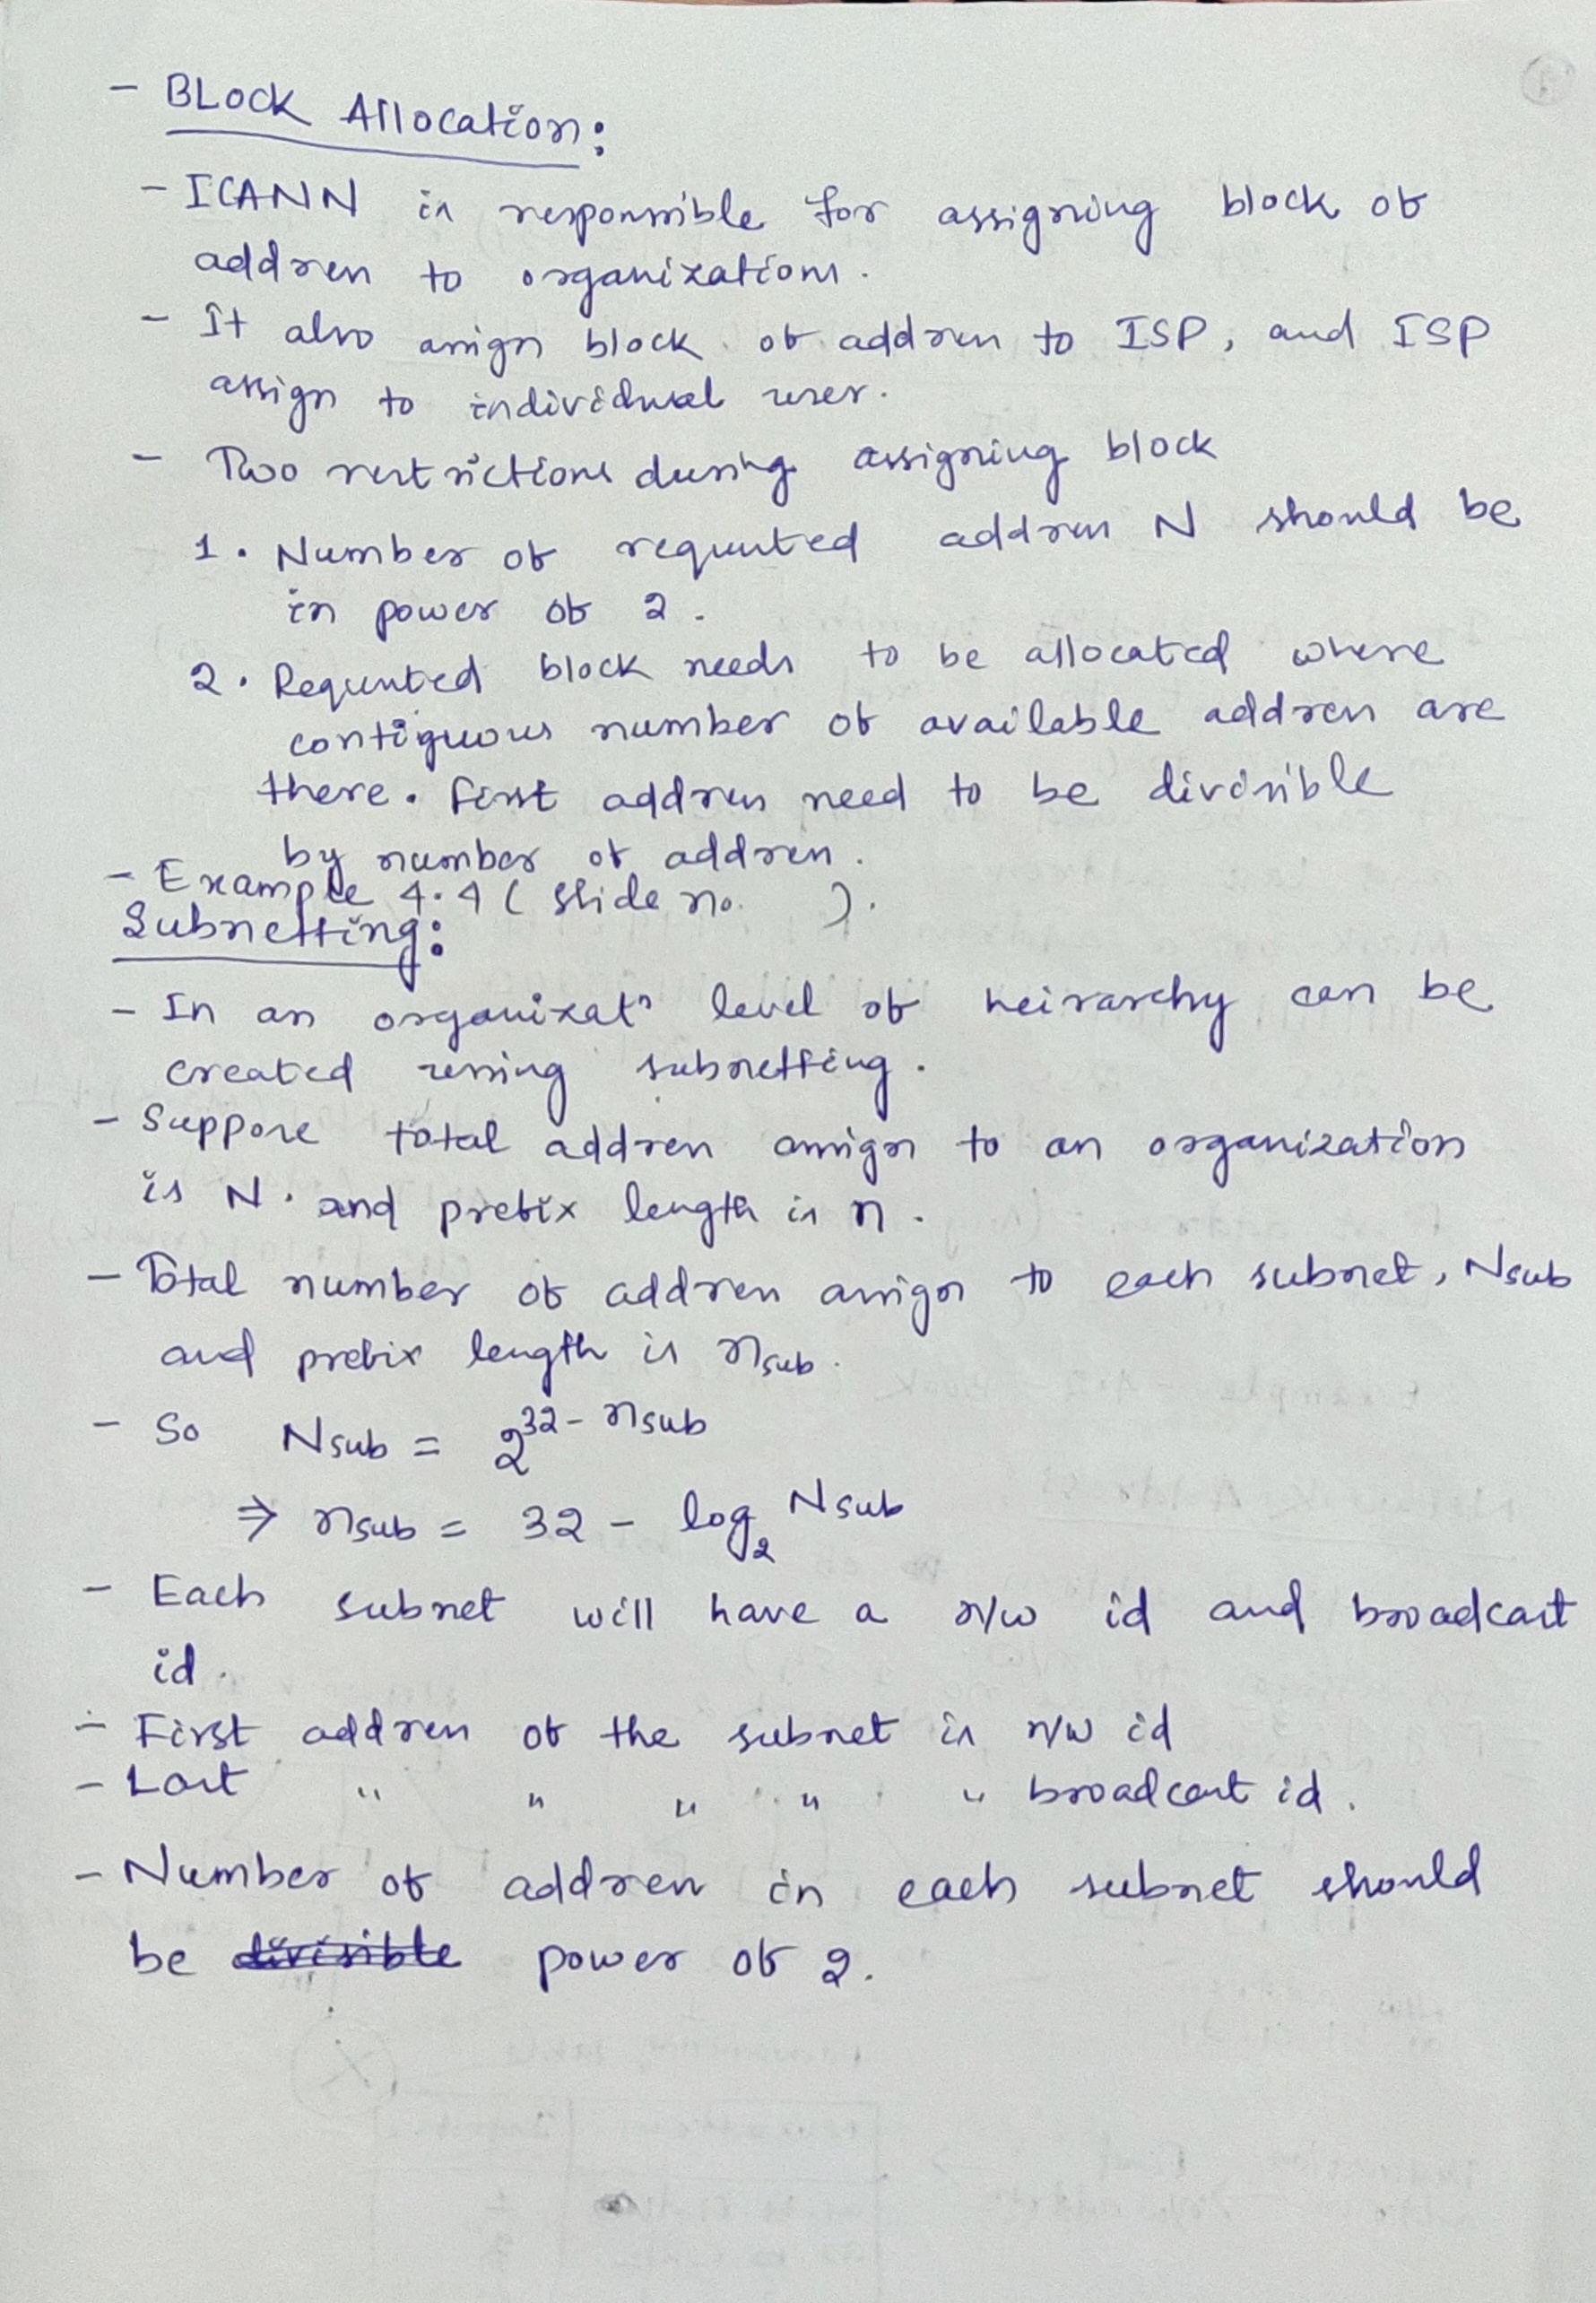 - BLock Allocation:
- ICANN is responsible for assigning block of
address to organizations.
- It also assign block of address to ISP, and ISP
assign to individual user.
- Two restrictions during assigning block
1. Number of requested address N should be
in power of 2.
2. Requested block needs to be allocated where
contiguous number of available address are
there. First address need to be divisible
by number of address.
- Example 4.4 ( Slide no. ).
Subnetting:
- In an organizatn level of heirarchy can be
created using subnetting.
- Suppose total address assign to an organization
is N. and prefix length is n.
- Total number of address assign to each subnet, Nsub
and prefix length is nsub.
- So Nsub = 2^32-nsub
⇒ nsub = 32 - log2 Nsub
- Each subnet will have a n/w id and broadcast
id.
- First address of the subnet is n/w id
- Last " " " " " broadcast id.
- Number of address in each subnet should
be divisible power of 2.